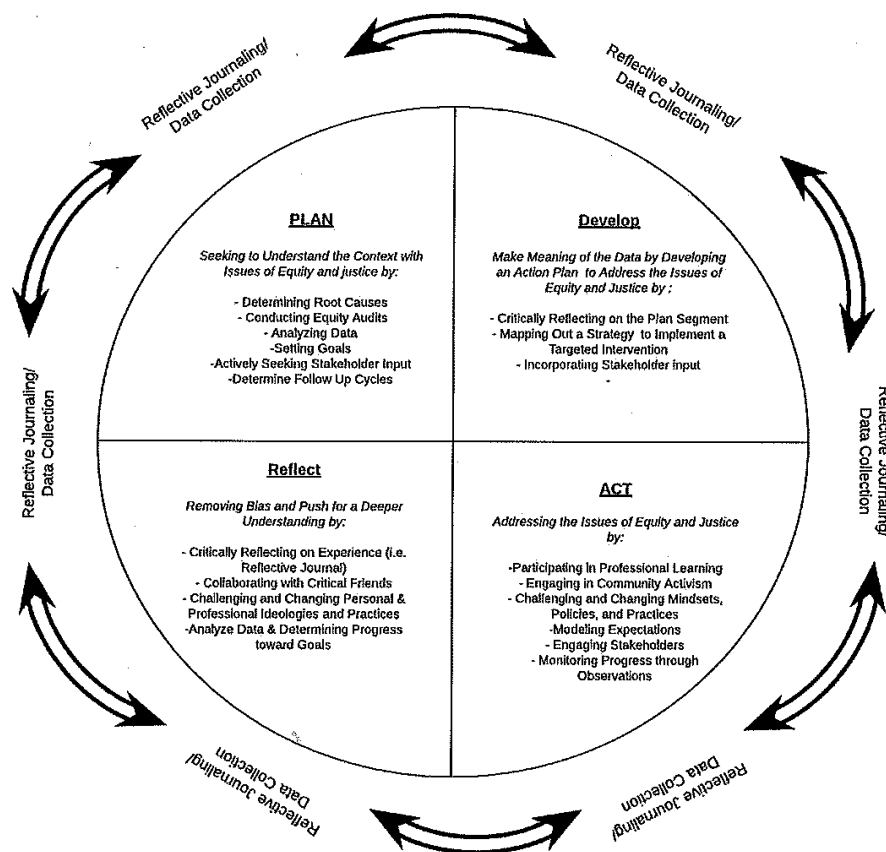 Reflective Journaling/
Data Collection
Reflective Journaling/
Data Collection
PLAN
Seeking to Understand the Context with
Issues of Equity and justice by:
- Determining Root Causes
- Conducting Equity Audits
- Analyzing Data
-Setting Goals
-Actively Seeking Stakeholder Input
-Determine Follow Up Cycles
Develop
Make Meaning of the Data by Developing
an Action Plan to Address the Issues of
Equity and Justice by :
- Critically Reflecting on the Plan Segment
- Mapping Out a Strategy to Implement a
Targeted Intervention
- Incorporating Stakeholder input
-
Reflective Journaling/
Data Collection
Reflective Journaling/
Data Collection
Reflect
Removing Bias and Push for a Deeper
Understanding by:
- Critically Reflecting on Experience (i.e.
Reflective Journal)
- Collaborating with Critical Friends
- Challenging and Changing Personal &
Professional Ideologies and Practices
-Analyze Data & Determining Progress
toward Goals
ACT
Addressing the Issues of Equity and Justice
by:
-Participating in Professional Learning
- Engaging in Community Activism
- Challenging and Changing Mindsets,
Policies, and Practices
-Modeling Expectations
- Engaging Stakeholders
- Monitoring Progress through
Observations
Reflective Journaling/
Data Collection
Reflective Journaling/
Data Collection